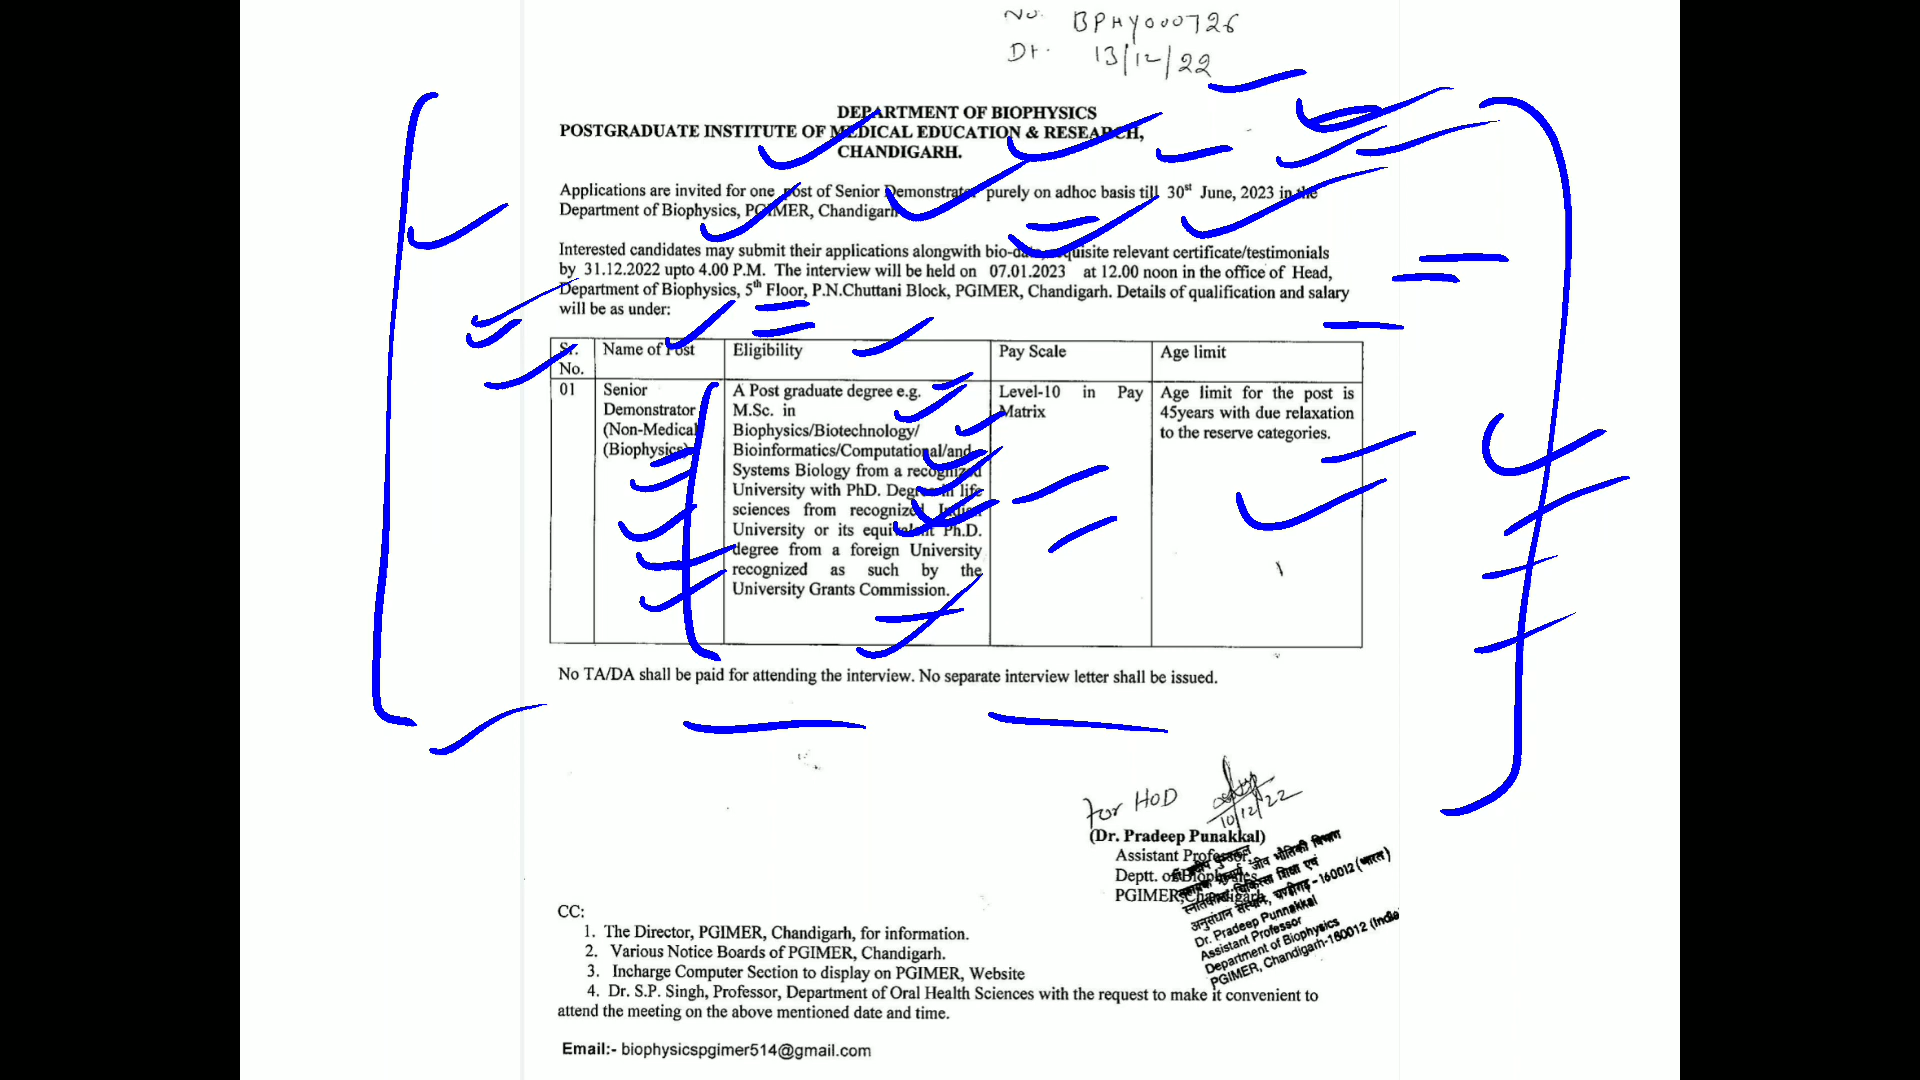 No. BPHY000726
Dt. 13/12/22
DEPARTMENT OF BIOPHYSICS
POSTGRADUATE INSTITUTE OF MEDICAL EDUCATION & RESEARCH,
CHANDIGARH.
Applications are invited for one post of Senior Demonstrator purely on adhoc basis till 30st June, 2023 in the
Department of Biophysics, PGIMER, Chandigarh
Interested candidates may submit their applications alongwith bio-data, requisite relevant certificate/testimonials
by 31.12.2022 upto 4.00 P.M. The interview will be held on 07.01.2023 at 12.00 noon in the office of Head,
Department of Biophysics, 5th Floor, P.N.Chuttani Block, PGIMER, Chandigarh. Details of qualification and salary
will be as under:
Sr. No. Name of Post Eligibility Pay Scale Age limit
01
Senior
Demonstrator
(Non-Medical)
(Biophysics)
A Post graduate degree e.g.
M.Sc. in
Biophysics/Biotechnology/
Bioinformatics/Computational/and
Systems Biology from a recognized
University with PhD. Degree in life
sciences from recognized Indian
University or its equivalent Ph.D.
degree from a foreign University
recognized as such by the
University Grants Commission.
Level-10 in Pay
Matrix
Age limit for the post is
45years with due relaxation
to the reserve categories.
No TA/DA shall be paid for attending the interview. No separate interview letter shall be issued.
for HOD
10/12/22
(Dr. Pradeep Punakkal)
Assistant Professor,
Deptt. of Biophysics
PGIMER, Chandigarh
जीव भौतिकी विभाग
चिकित्सा शिक्षा एवं
अनुसंधान संस्थान, चण्डीगढ़-160012 (भारत)
Dr. Pradeep Punnakkal
Assistant Professor
Department of Biophysics
PGIMER, Chandigarh-160012 (India
CC:
1. The Director, PGIMER, Chandigarh, for information.
2. Various Notice Boards of PGIMER, Chandigarh.
3. Incharge Computer Section to display on PGIMER, Website
4. Dr. S.P. Singh, Professor, Department of Oral Health Sciences with the request to make it convenient to
attend the meeting on the above mentioned date and time.
Email:- biophysicspgimer514@gmail.com